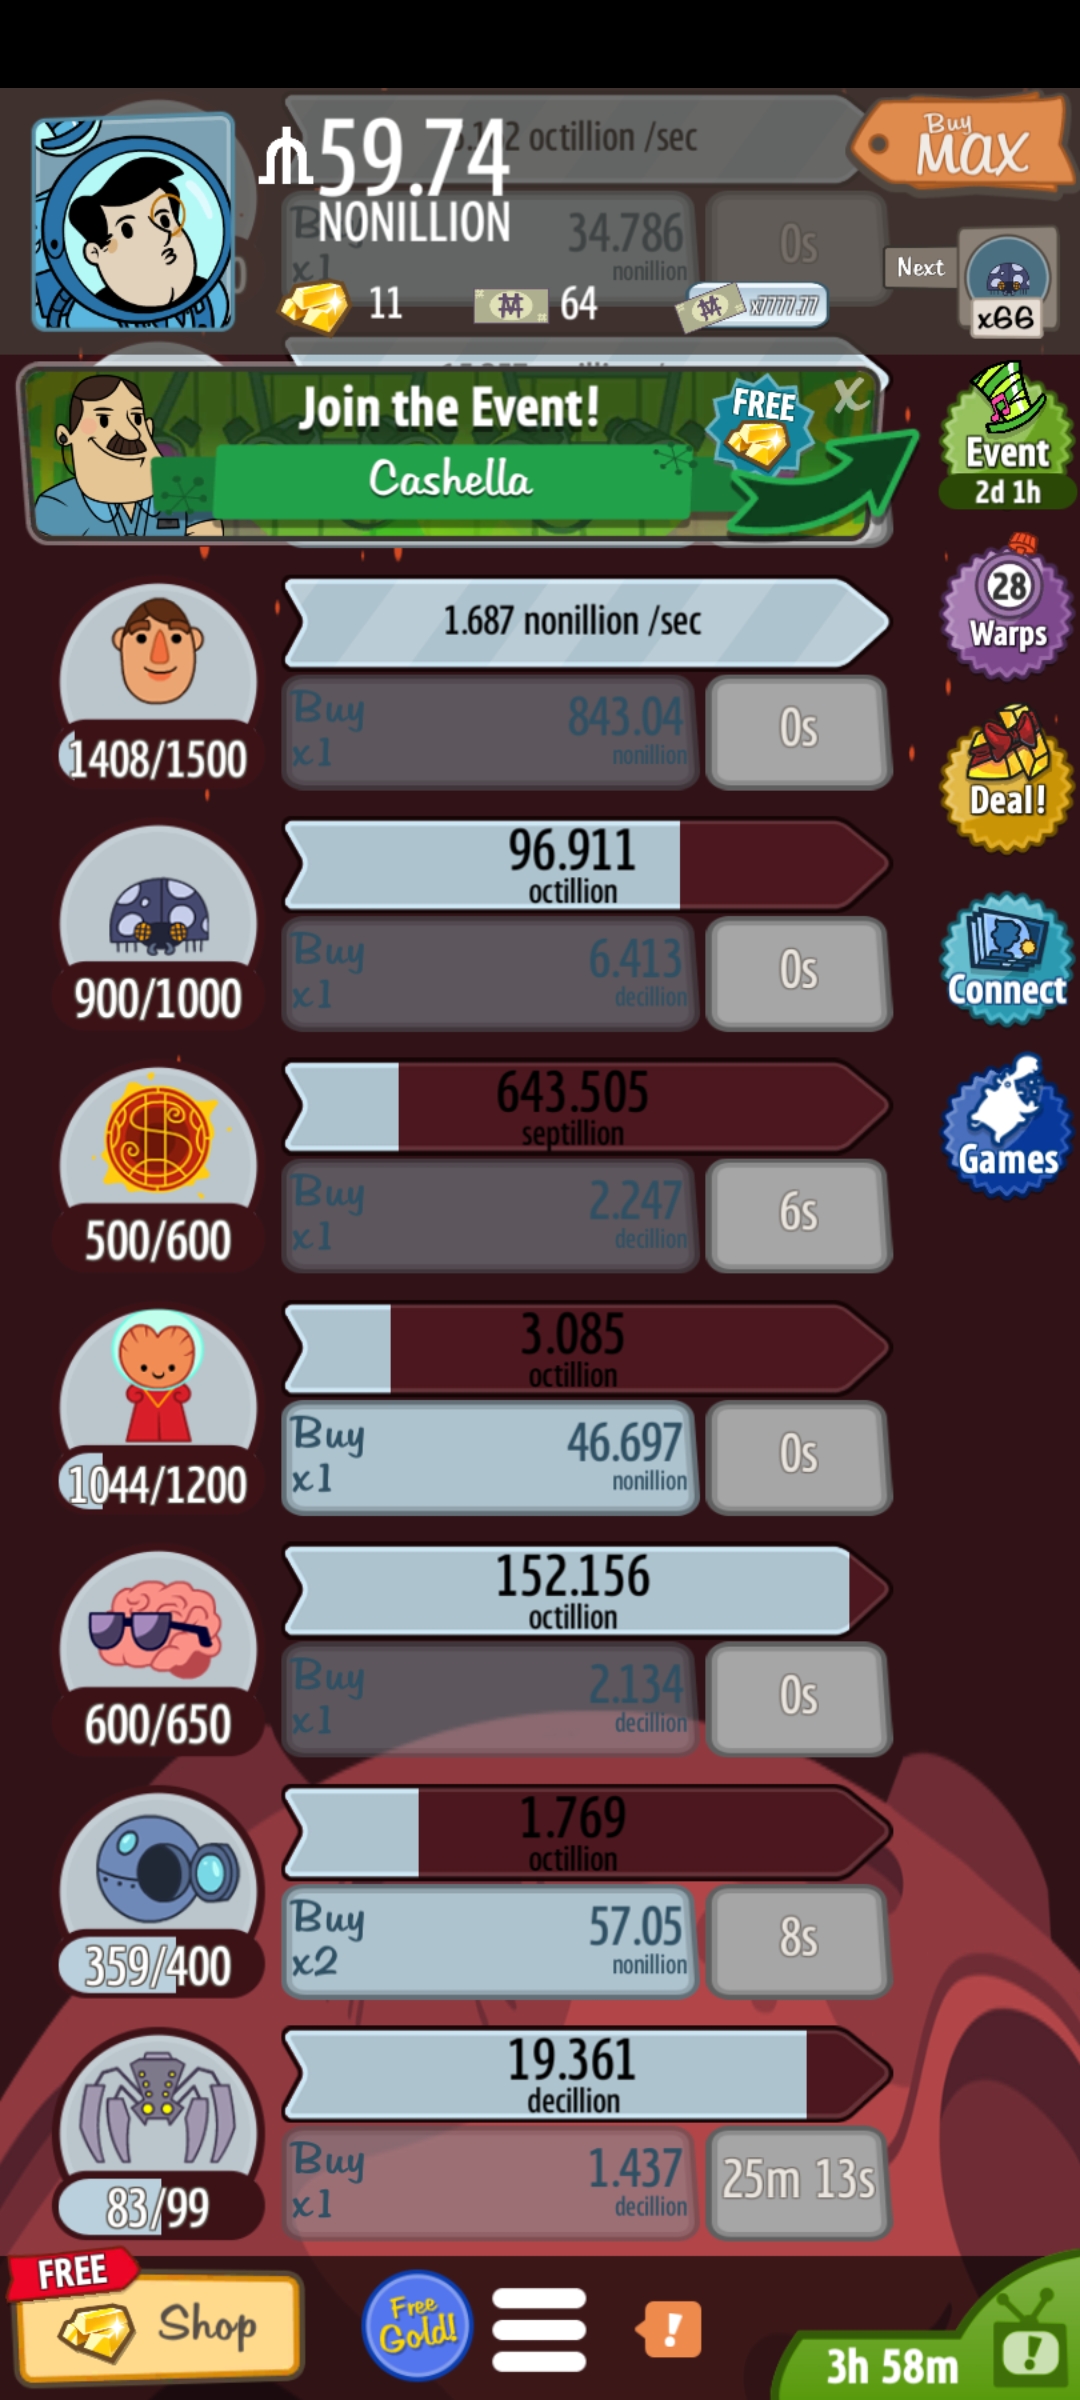 59.74
NONILLION
octillion /sec
Buy
MAX
x1
34.786
nonillion
0s
11
64
x7777.77
Next
x66
Join the Event!
FREE
X
Cashella
Event
2d 1h
1.687 nonillion /sec
28
Warps
Buy
x1
843.04
nonillion
0s
1408/1500
Deal!
96.911
octillion
Buy
x1
6.413
decillion
0s
900/1000
Connect
643.505
septillion
Buy
x1
2.247
decillion
6s
500/600
Games
3.085
octillion
Buy
x1
46.697
nonillion
0s
1044/1200
152.156
octillion
Buy
x1
2.134
decillion
0s
600/650
1.769
octillion
Buy
x2
57.05
nonillion
8s
359/400
19.361
decillion
Buy
x1
1.437
decillion
25m 13s
83/99
FREE
Shop
Free
Gold!
!
3h 58m
!